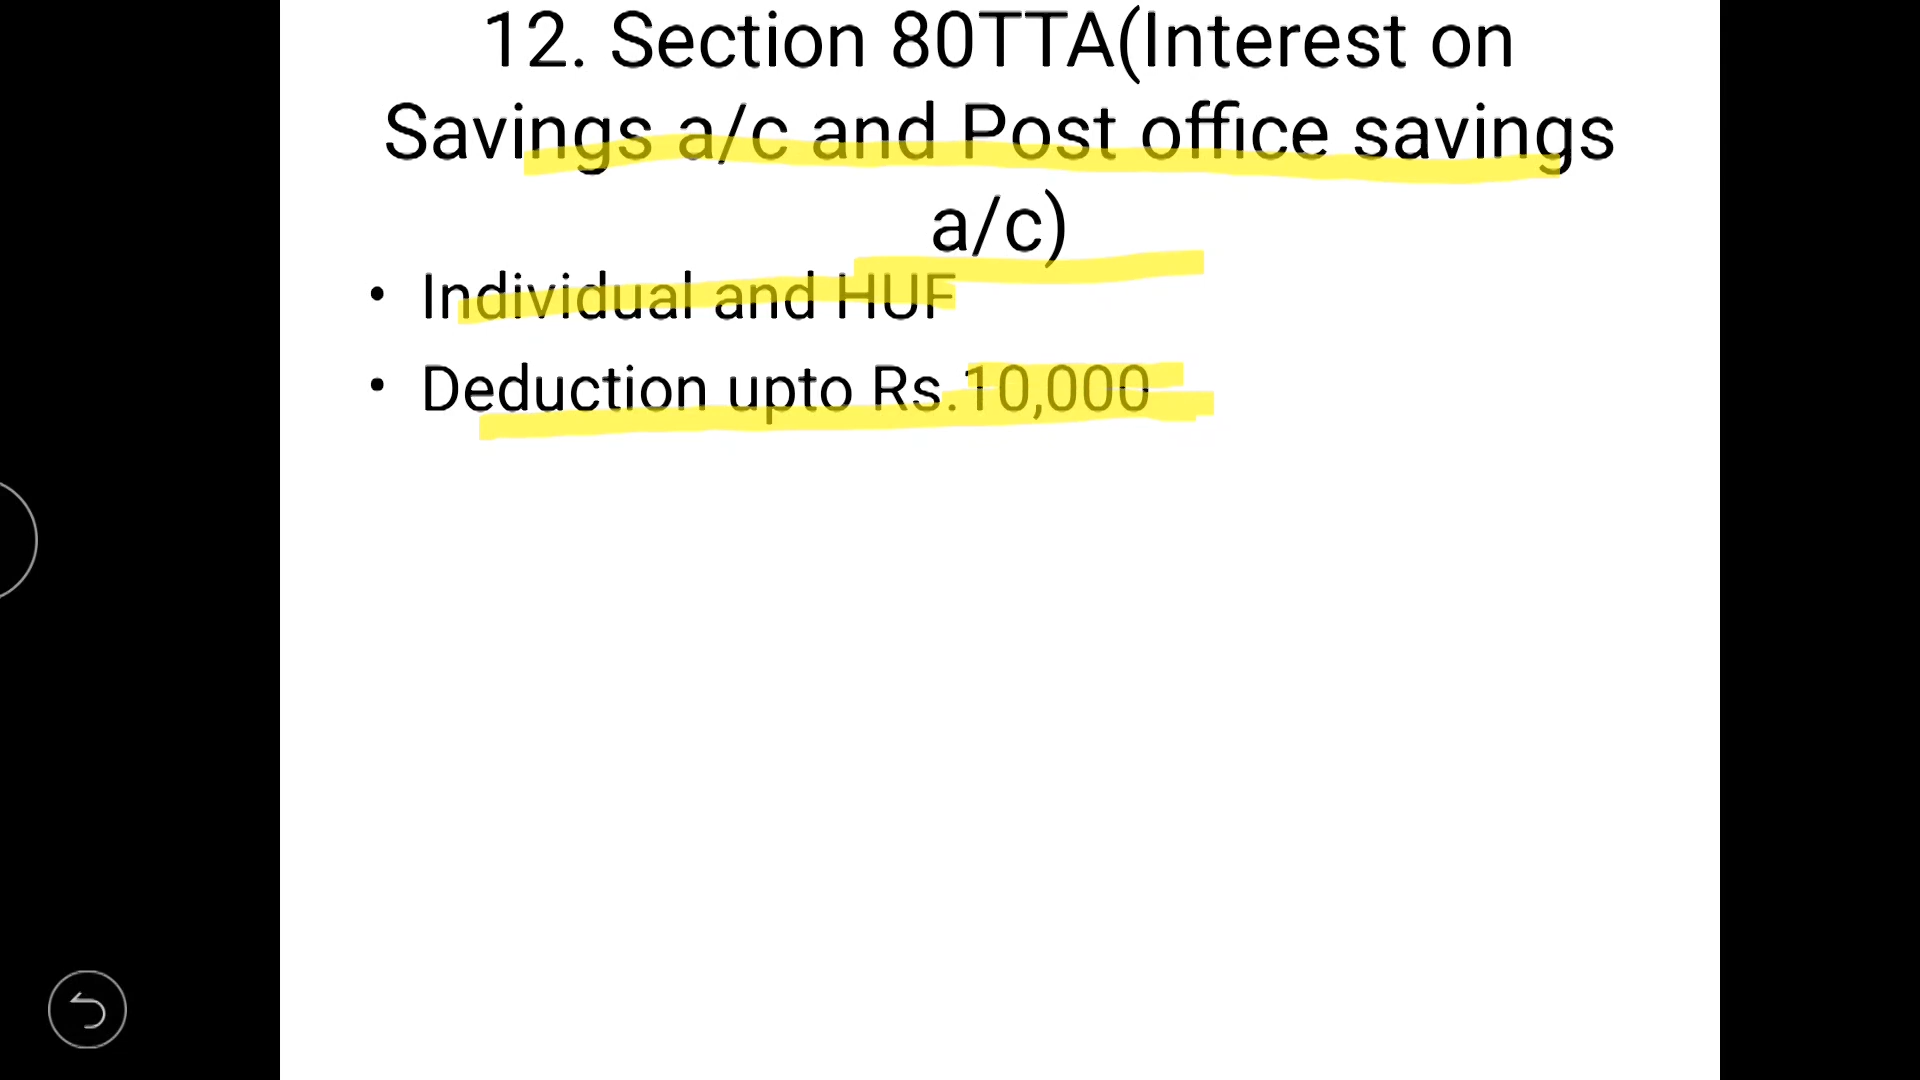 12. Section 80TTA(Interest on
Savings a/c and Post office savings
a/c)
• Individual and HUF
• Deduction upto Rs.10,000